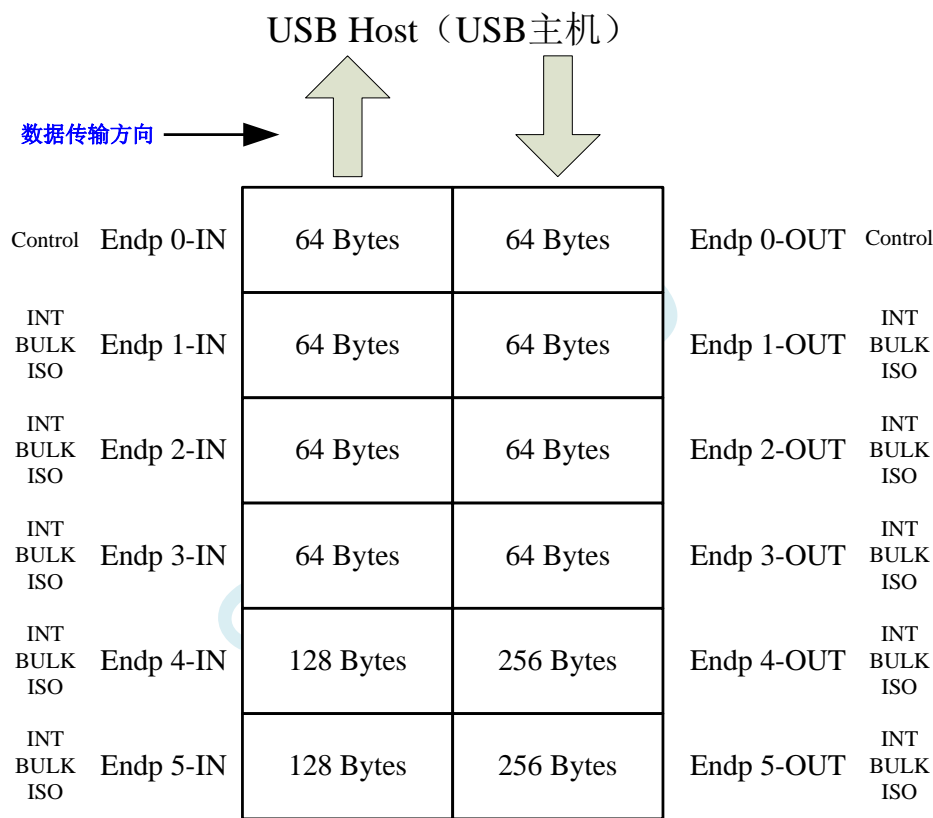 USB Host（USB主机）
数据传输方向
Control Endp 0-IN 64 Bytes 64 Bytes Endp 0-OUT Control
INT
BULK
ISO
Endp 1-IN 64 Bytes 64 Bytes Endp 1-OUT
INT
BULK
ISO
INT
BULK
ISO
Endp 2-IN 64 Bytes 64 Bytes Endp 2-OUT
INT
BULK
ISO
INT
BULK
ISO
Endp 3-IN 64 Bytes 64 Bytes Endp 3-OUT
INT
BULK
ISO
INT
BULK
ISO
Endp 4-IN 128 Bytes 256 Bytes Endp 4-OUT
INT
BULK
ISO
INT
BULK
ISO
Endp 5-IN 128 Bytes 256 Bytes Endp 5-OUT
INT
BULK
ISO